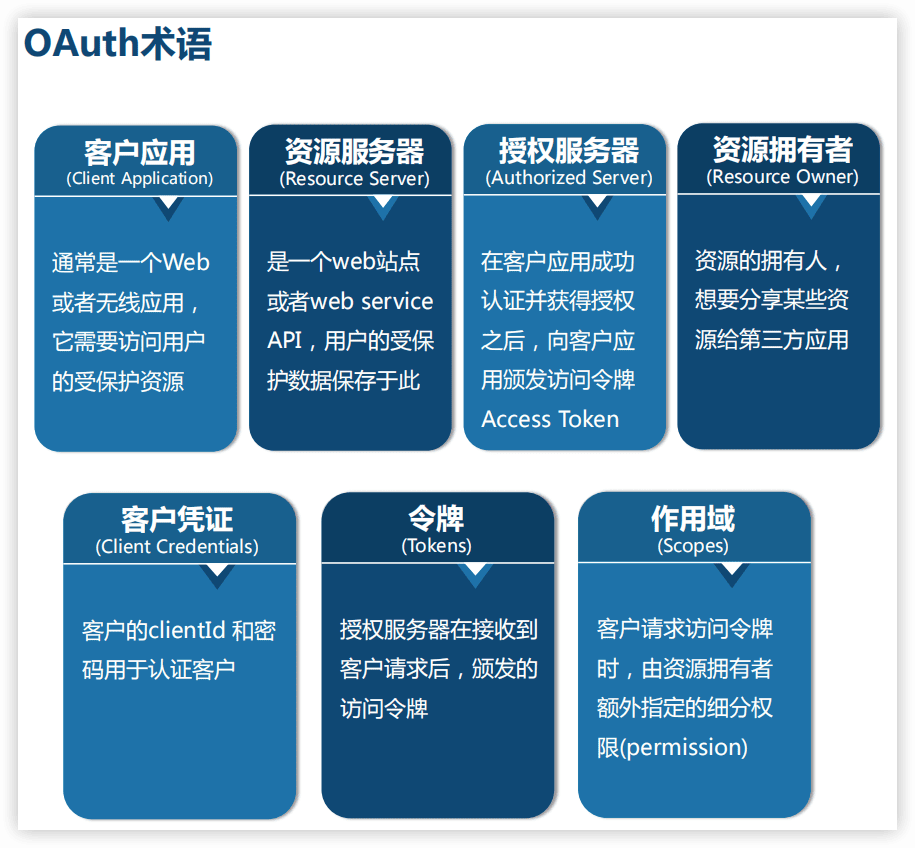 OAuth术语
客户应用
(Client Application)
通常是一个Web
或者无线应用，
它需要访问用户
的受保护资源
资源服务器
(Resource Server)
是一个web站点
或者web service
API，用户的受保
护数据保存于此
授权服务器
(Authorized Server)
在客户应用成功
认证并获得授权
之后，向客户应
用颁发访问令牌
Access Token
资源拥有者
(Resource Owner)
资源的拥有人，
想要分享某些资
源给第三方应用
客户凭证
(Client Credentials)
客户的clientId 和密
码用于认证客户
令牌
(Tokens)
授权服务器在接收到
客户请求后，颁发的
访问令牌
作用域
(Scopes)
客户请求访问令牌
时，由资源拥有者
额外指定的细分权
限(permission)